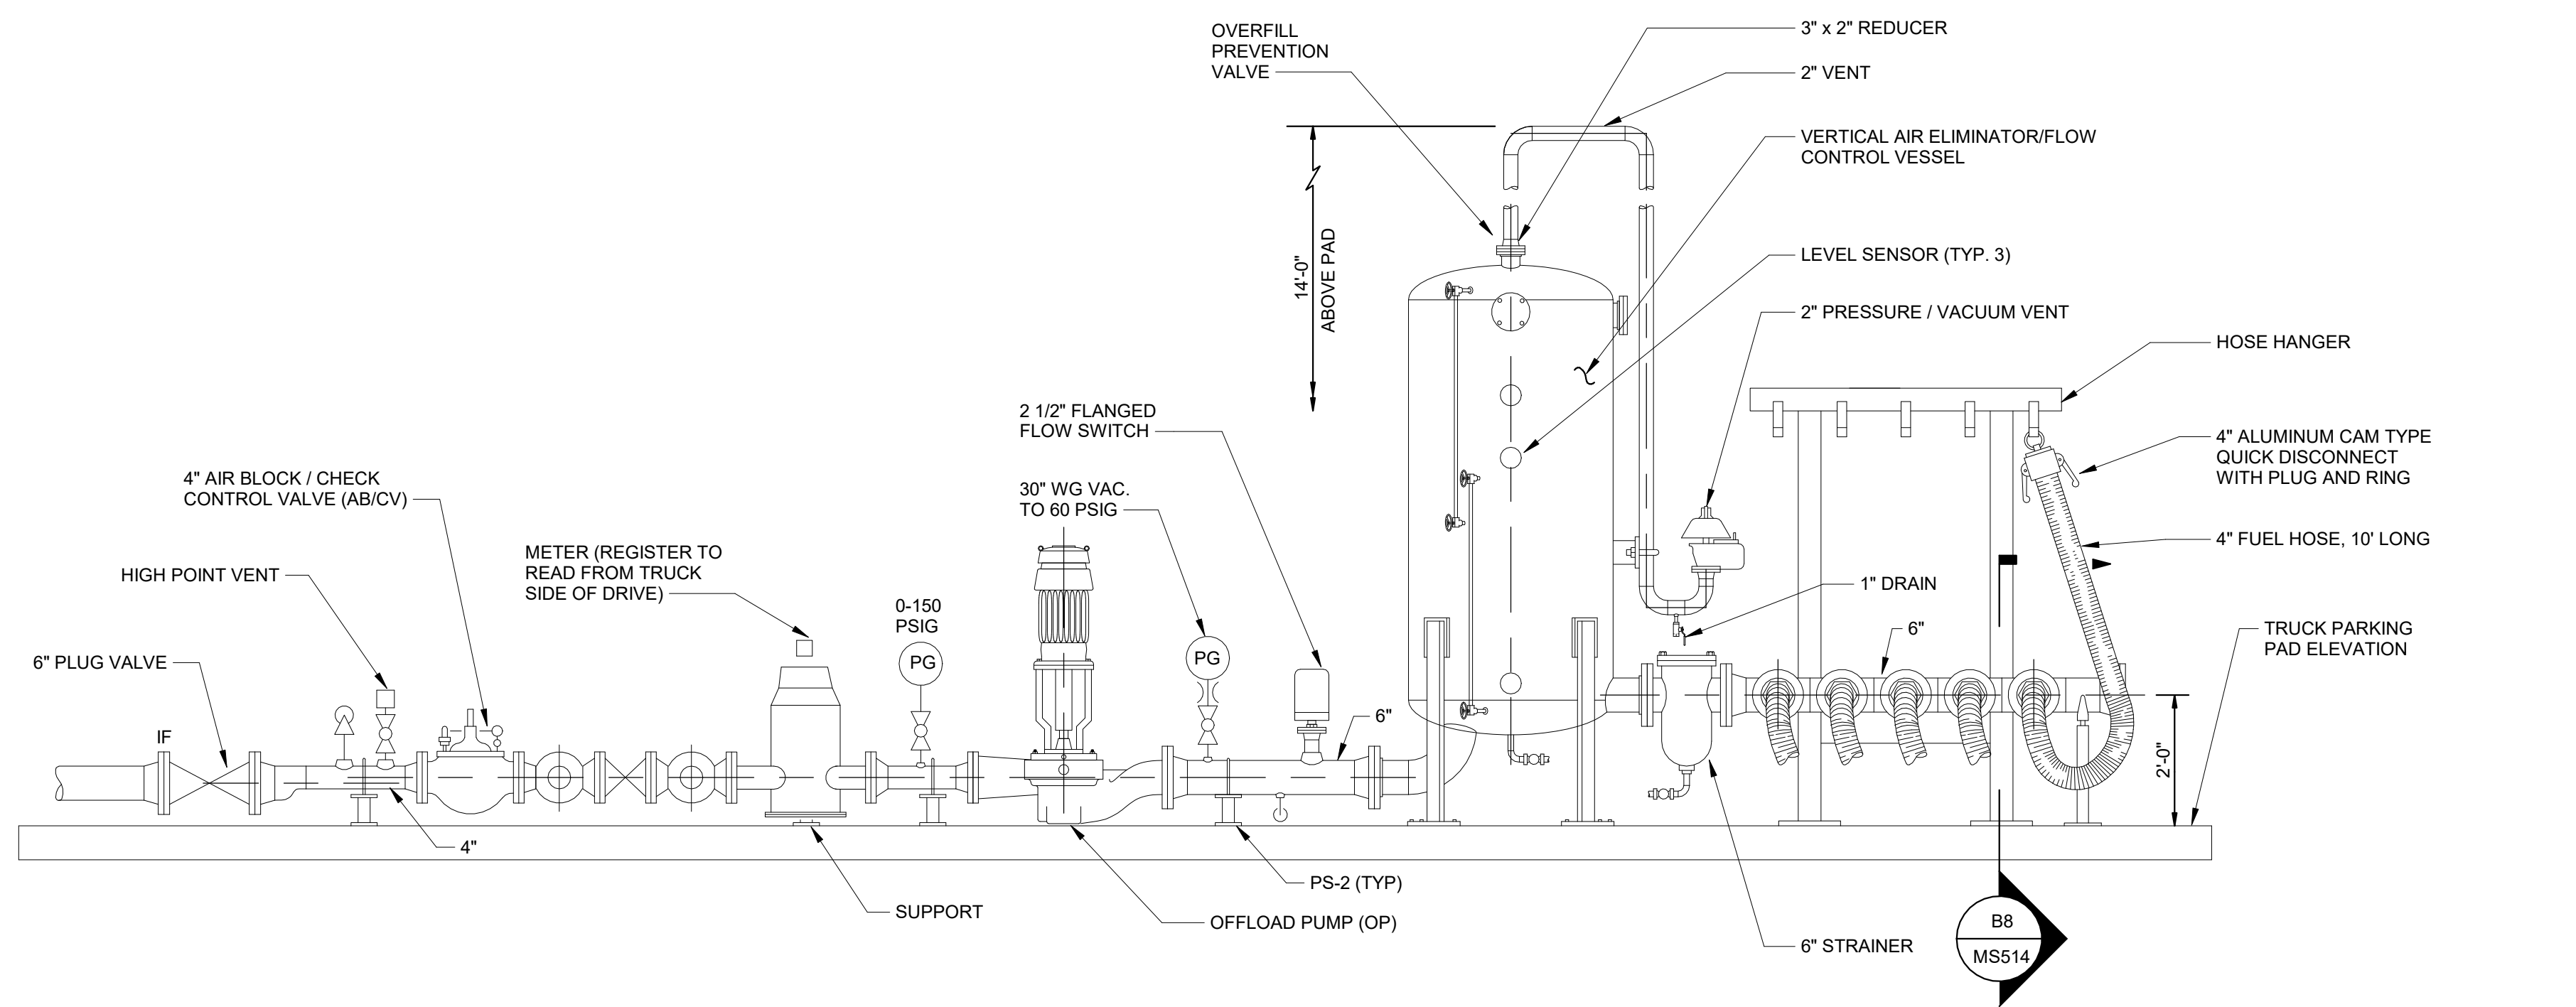 OVERFILL
PREVENTION
VALVE
3" x 2" REDUCER
2" VENT
VERTICAL AIR ELIMINATOR/FLOW
CONTROL VESSEL
14'-0"
ABOVE PAD
LEVEL SENSOR (TYP. 3)
2" PRESSURE / VACUUM VENT
HOSE HANGER
2 1/2" FLANGED
FLOW SWITCH
4" ALUMINUM CAM TYPE
QUICK DISCONNECT
WITH PLUG AND RING
4" AIR BLOCK / CHECK
CONTROL VALVE (AB/CV)
30" WG VAC.
TO 60 PSIG
4" FUEL HOSE, 10' LONG
METER (REGISTER TO
READ FROM TRUCK
SIDE OF DRIVE)
HIGH POINT VENT
1" DRAIN
0-150
PSIG
6"
TRUCK PARKING
PAD ELEVATION
6" PLUG VALVE
PG
PG
6"
IF
2'-0"
4"
PS-2 (TYP)
SUPPORT
OFFLOAD PUMP (OP)
6" STRAINER
B8
MS514